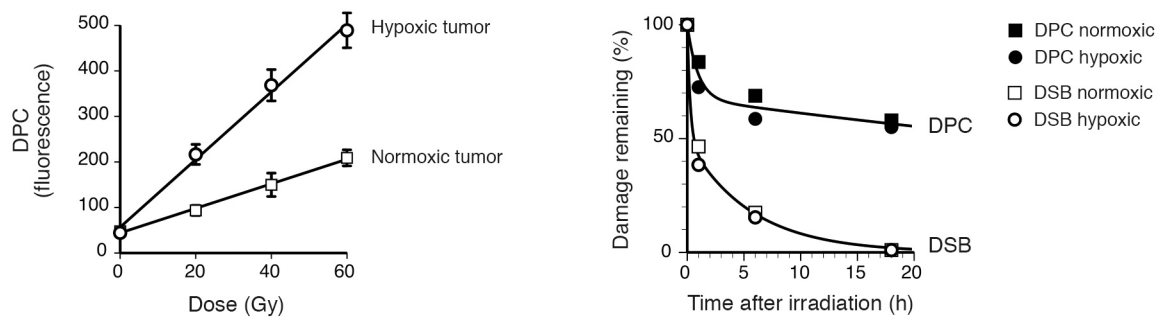 DPC
(fluorescence)
500
400
300
200
100
0
0
20
40
60
Dose (Gy)
Hypoxic tumor
Normoxic tumor
Damage remaining (%)
100
50
0
0
5
10
15
20
Time after irradiation (h)
DPC
DSB
DPC normoxic
DPC hypoxic
DSB normoxic
DSB hypoxic